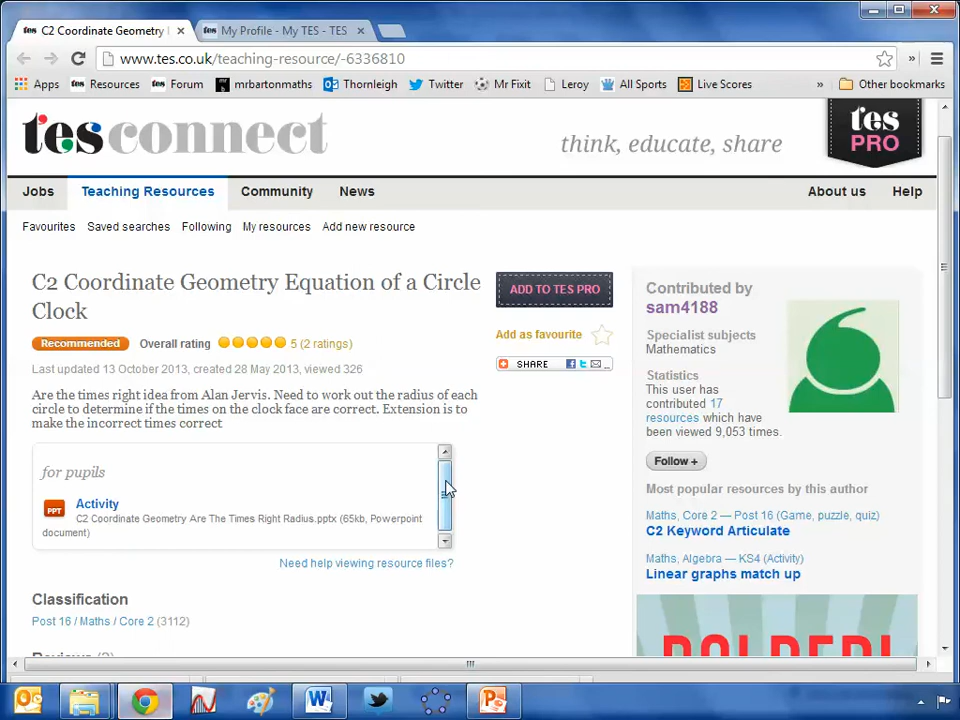 tes C2 Coordinate Geometry
tes My Profile - My TES - TES
www.tes.co.uk/teaching-resource/-6336810
Apps
tes Resources
tes Forum
mrbartonmaths
Thornleigh
Twitter
Mr Fixit
Leroy
All Sports
Live Scores
»
Other bookmarks
tes connect
think, educate, share
tes
PRO
Jobs
Teaching Resources
Community
News
About us
Help
Favourites
Saved searches
Following
My resources
Add new resource
C2 Coordinate Geometry Equation of a Circle
Clock
Recommended
Overall rating
5 (2 ratings)
Last updated 13 October 2013, created 28 May 2013, viewed 326
Are the times right idea from Alan Jervis. Need to work out the radius of each
circle to determine if the times on the clock face are correct. Extension is to
make the incorrect times correct
for pupils
PPT
Activity
C2 Coordinate Geometry Are The Times Right Radius.pptx (65kb, Powerpoint
document)
Need help viewing resource files?
Classification
Post 16 / Maths / Core 2 (3112)
ADD TO TES PRO
Add as favourite
SHARE
Contributed by
sam4188
Specialist subjects
Mathematics
Statistics
This user has
contributed 17
resources which have
been viewed 9,053 times.
Follow +
Most popular resources by this author
Maths, Core 2 — Post 16 (Game, puzzle, quiz)
C2 Keyword Articulate
Maths, Algebra — KS4 (Activity)
Linear graphs match up